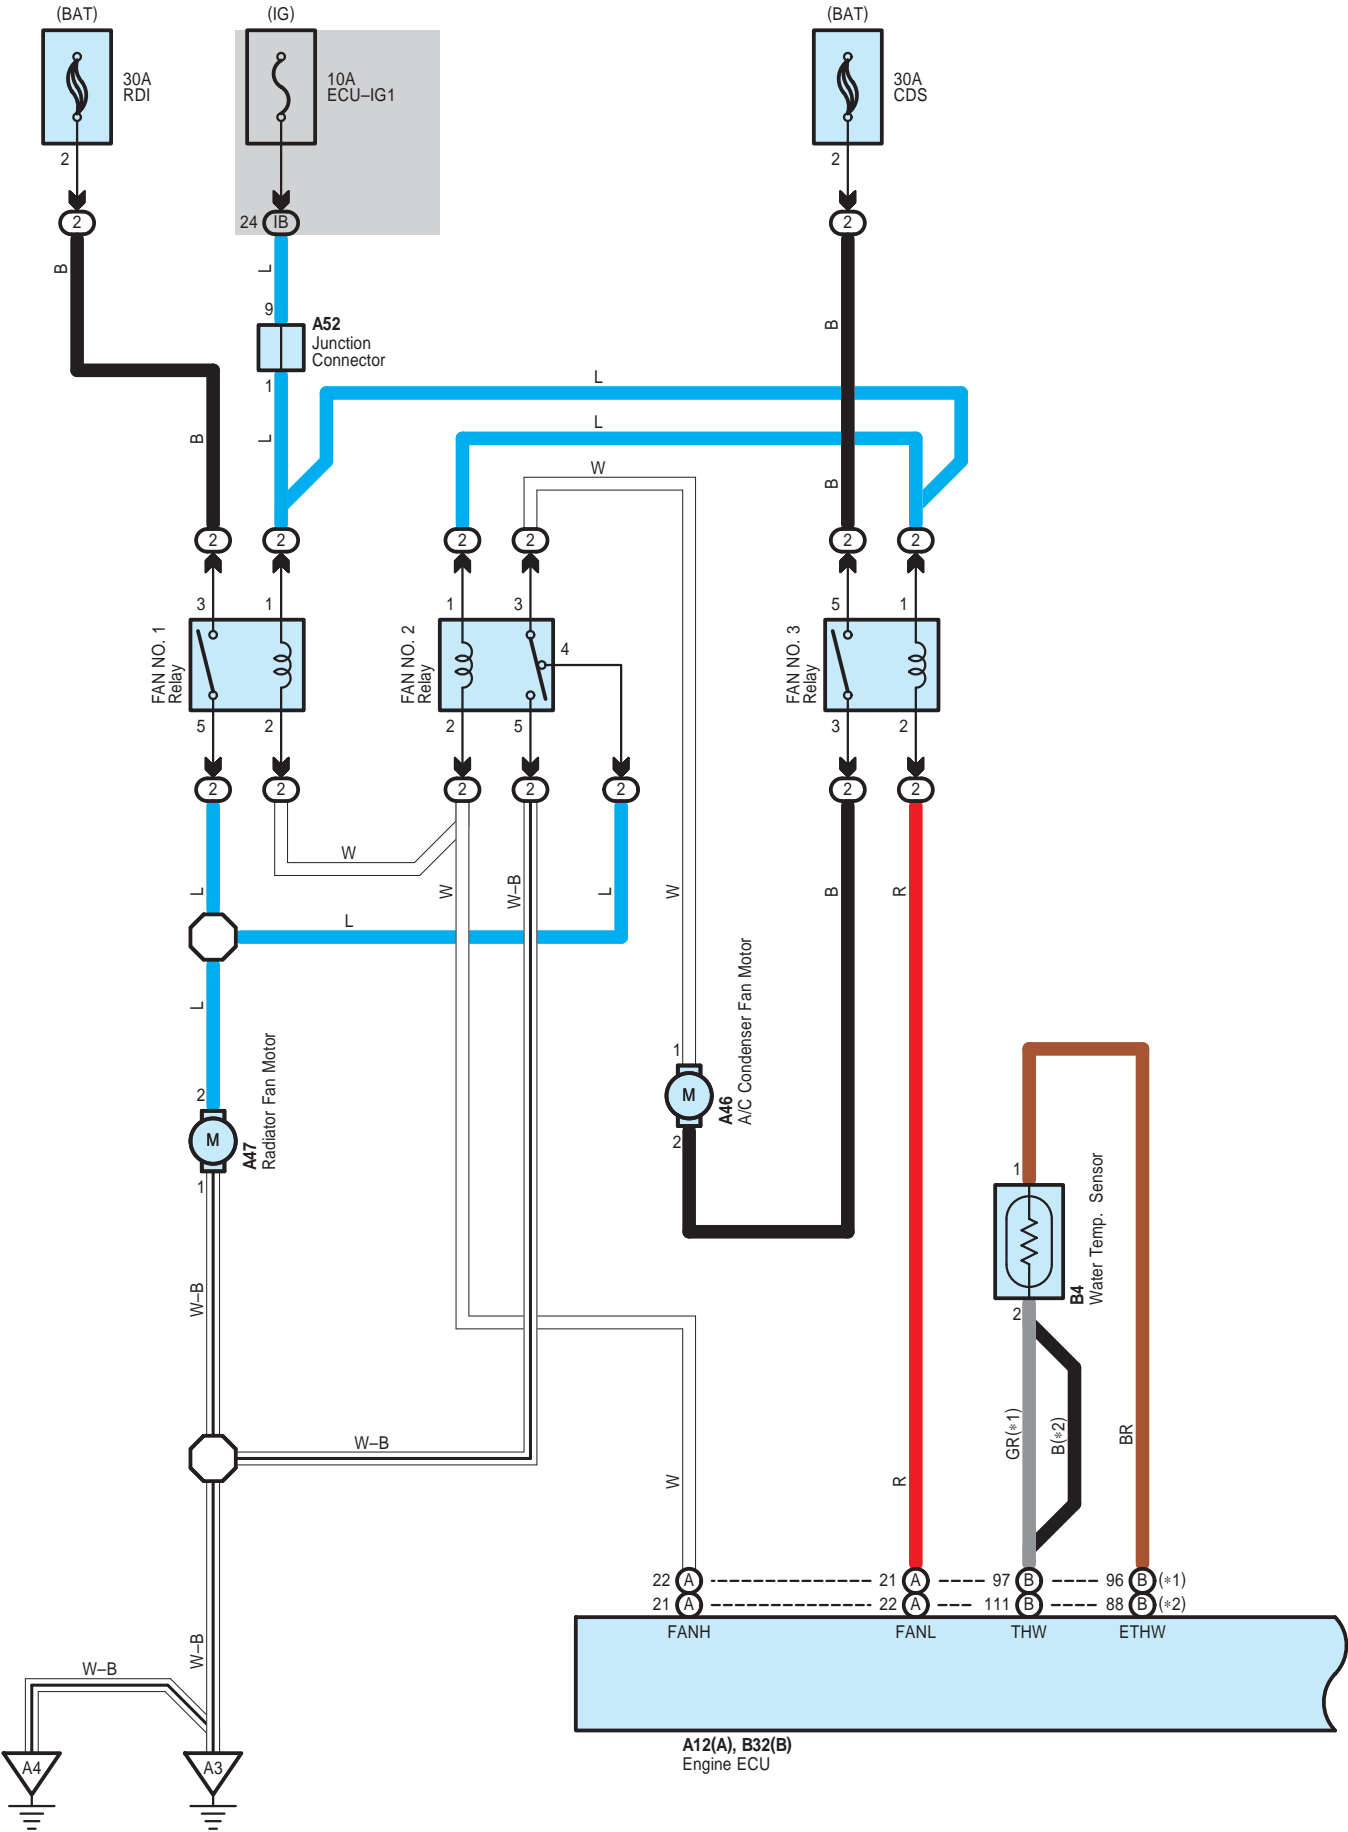 (BAT)
(IG)
(BAT)
30A
RDI
10A
ECU–IG1
30A
CDS
2
2
2
24
IB
2
B
L
B
9
A52
Junction
Connector
1
L
L
B
L
W
B
2
2
2
2
2
2
3
1
1
3
5
1
FAN NO. 1
Relay
FAN NO. 2
Relay
4
FAN NO. 3
Relay
5
2
2
5
3
2
2
2
2
2
2
2
2
W
L
W
W–B
L
W
B
R
L
L
2
M
1
A47
Radiator Fan Motor
1
M
2
A46
A/C Condenser Fan Motor
1
2
B4
Water Temp. Sensor
W–B
W–B
W
R
GR(*1)
B(*2)
BR
22 A
21 A
97 B
96 B (*1)
21 A
22 A
111 B
88 B (*2)
FANH
FANL
THW
ETHW
W–B
W–B
A12(A), B32(B)
Engine ECU
A4
A3